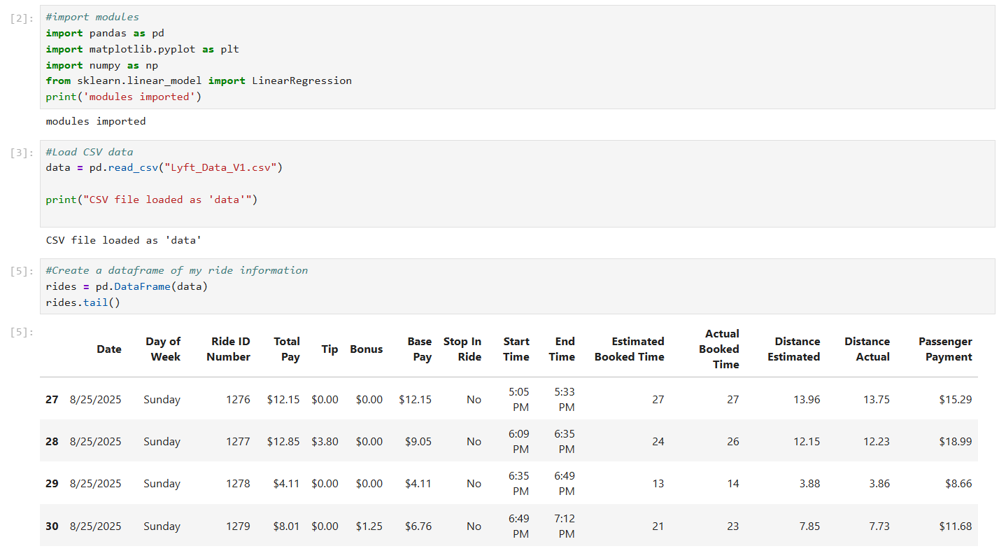 [2]:
#import modules
import pandas as pd
import matplotlib.pyplot as plt
import numpy as np
from sklearn.linear_model import LinearRegression
print('modules imported')
modules imported
[3]:
#Load CSV data
data = pd.read_csv("Lyft_Data_V1.csv")
print("CSV file loaded as 'data'")
CSV file loaded as 'data'
[5]:
#Create a dataframe of my ride information
rides = pd.DataFrame(data)
rides.tail()
[5]:
Date Day of Week Ride ID Number Total Pay Tip Bonus Base Pay Stop In Ride Start Time End Time Estimated Booked Time Actual Booked Time Distance Estimated Distance Actual Passenger Payment
27 8/25/2025 Sunday 1276 $12.15 $0.00 $0.00 $12.15 No 5:05 PM 5:33 PM 27 27 13.96 13.75 $15.29
28 8/25/2025 Sunday 1277 $12.85 $3.80 $0.00 $9.05 No 6:09 PM 6:35 PM 24 26 12.15 12.23 $18.99
29 8/25/2025 Sunday 1278 $4.11 $0.00 $0.00 $4.11 No 6:35 PM 6:49 PM 13 14 3.88 3.86 $8.66
30 8/25/2025 Sunday 1279 $8.01 $0.00 $1.25 $6.76 No 6:49 PM 7:12 PM 21 23 7.85 7.73 $11.68